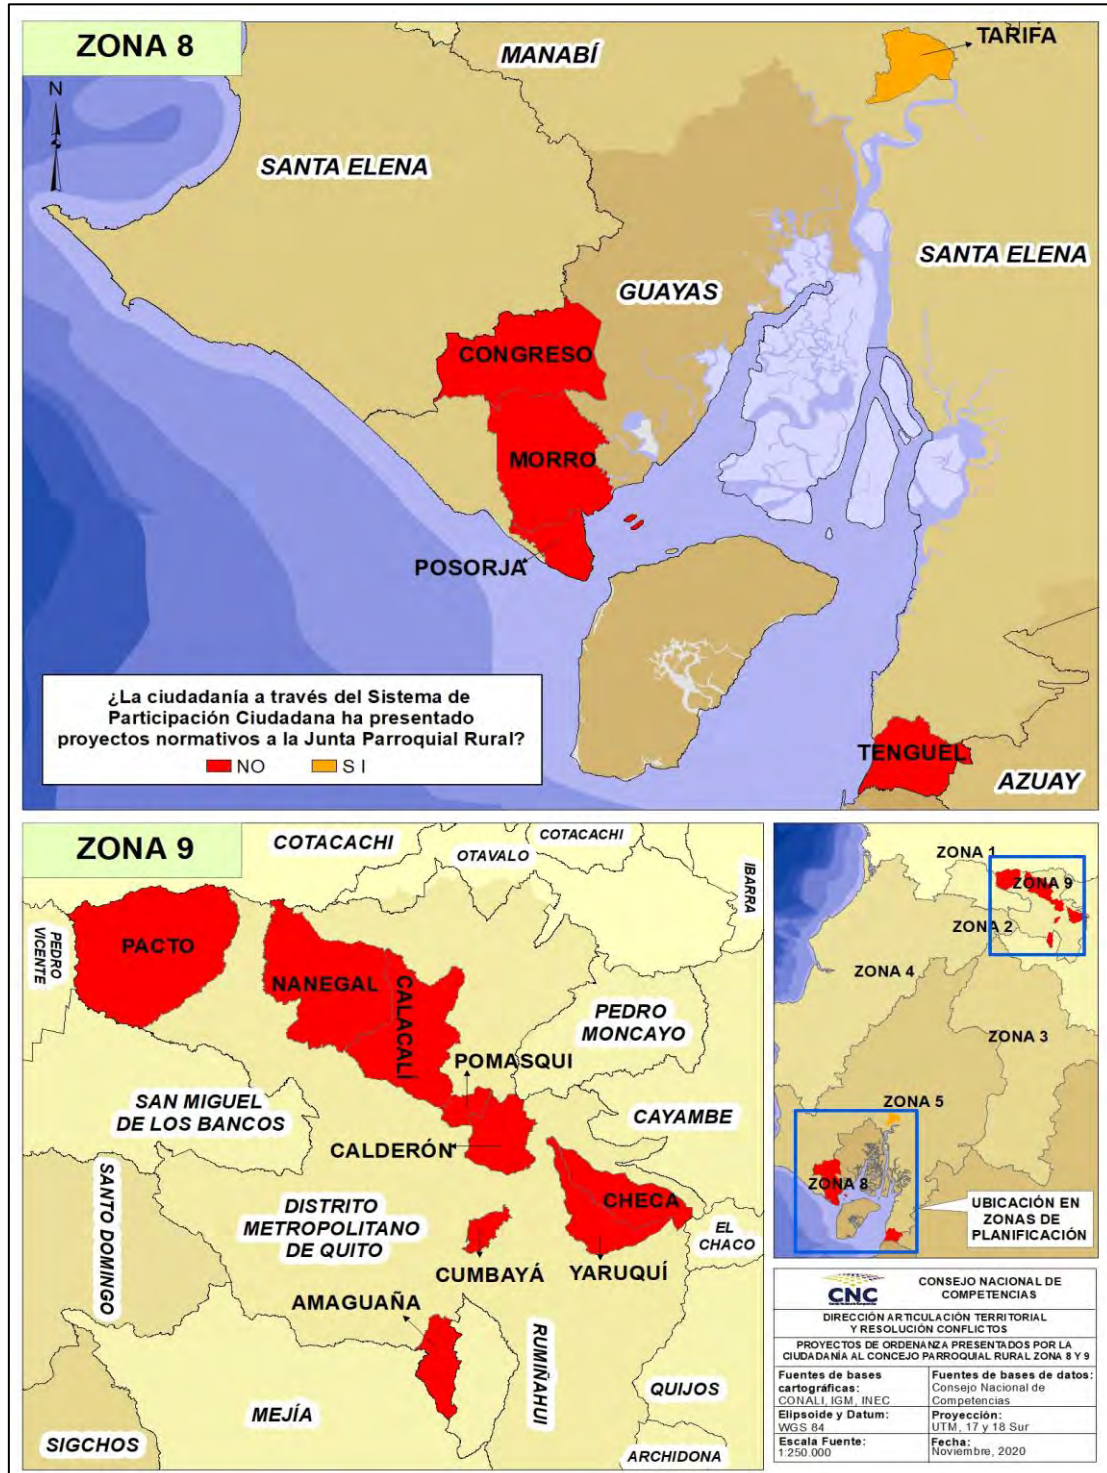 ZONA 8
N
MANABÍ
TARIFA
SANTA ELENA
SANTA ELENA
GUAYAS
CONGRESO
MORRO
POSORJA
¿La ciudadanía a través del Sistema de
Participación Ciudadana ha presentado
proyectos normativos a la Junta Parroquial Rural?
NO SI
TENGUEL
AZUAY
ZONA 9
COTACACHI
COTACACHI
OTAVALO
IBARRA
PEDRO
VICENTE
PACTO
NANEGAL
CALACALÍ
PEDRO
MONCAYO
POMASQUI
SAN MIGUEL
DE LOS BANCOS
CAYAMBE
CALDERÓN
SANTO DOMINGO
DISTRITO
METROPOLITANO
DE QUITO
CHECA
EL
CHACO
CUMBAYÁ
YARUQUÍ
AMAGUAÑA
RUMIÑAHUI
MEJÍA
QUIJOS
SIGCHOS
ARCHIDONA
ZONA 1
ZONA 9
ZONA 2
ZONA 4
ZONA 3
ZONA 5
ZONA 8
UBICACIÓN EN
ZONAS DE
PLANIFICACIÓN
CNC
CONSEJO NACIONAL DE
COMPETENCIAS
DIRECCIÓN ARTICULACIÓN TERRITORIAL
Y RESOLUCIÓN CONFLICTOS
PROYECTOS DE ORDENANZA PRESENTADOS POR LA
CIUDADANÍA AL CONCEJO PARROQUIAL RURAL ZONA 8 Y 9
Fuentes de bases
cartográficas:
CONALI, IGM, INEC
Fuentes de bases de datos:
Consejo Nacional de
Competencias
Elipsoide y Datum:
WGS 84
Proyección:
UTM, 17 y 18 Sur
Escala Fuente:
1:250.000
Fecha:
Noviembre, 2020